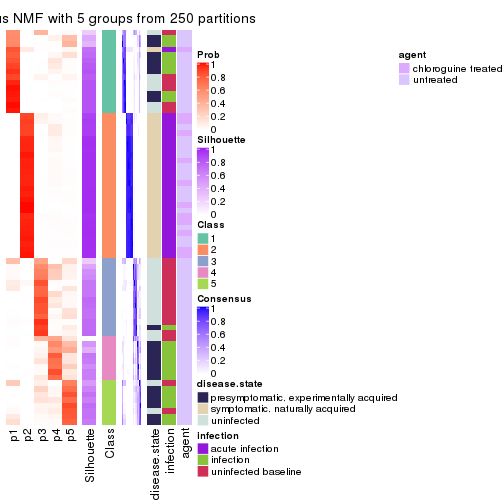 us NMF with 5 groups from 250 partitions
Prob
1
0.8
0.6
0.4
0.2
0
Silhouette
1
0.8
0.6
0.4
0.2
0
Class
1
2
3
4
5
Consensus
1
0.8
0.6
0.4
0.2
0
disease.state
presymptomatic. experimentally acquired
symptomatic. naturally acquired
uninfected
infection
acute infection
infection
uninfected baseline
agent
chloroguine treated
untreated
p1
p2
p3
p4
p5
Silhouette
Class
disease.state
infection
agent